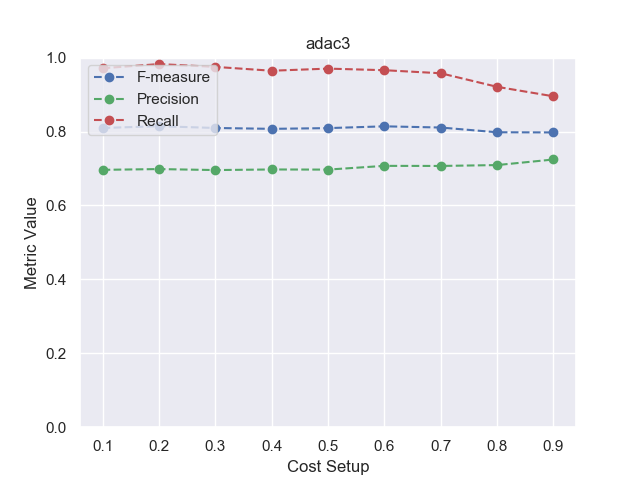 adac3
F-measure
Precision
Recall
1.0
0.8
0.6
0.4
0.2
0.0
Metric Value
0.1 0.2 0.3 0.4 0.5 0.6 0.7 0.8 0.9
Cost Setup